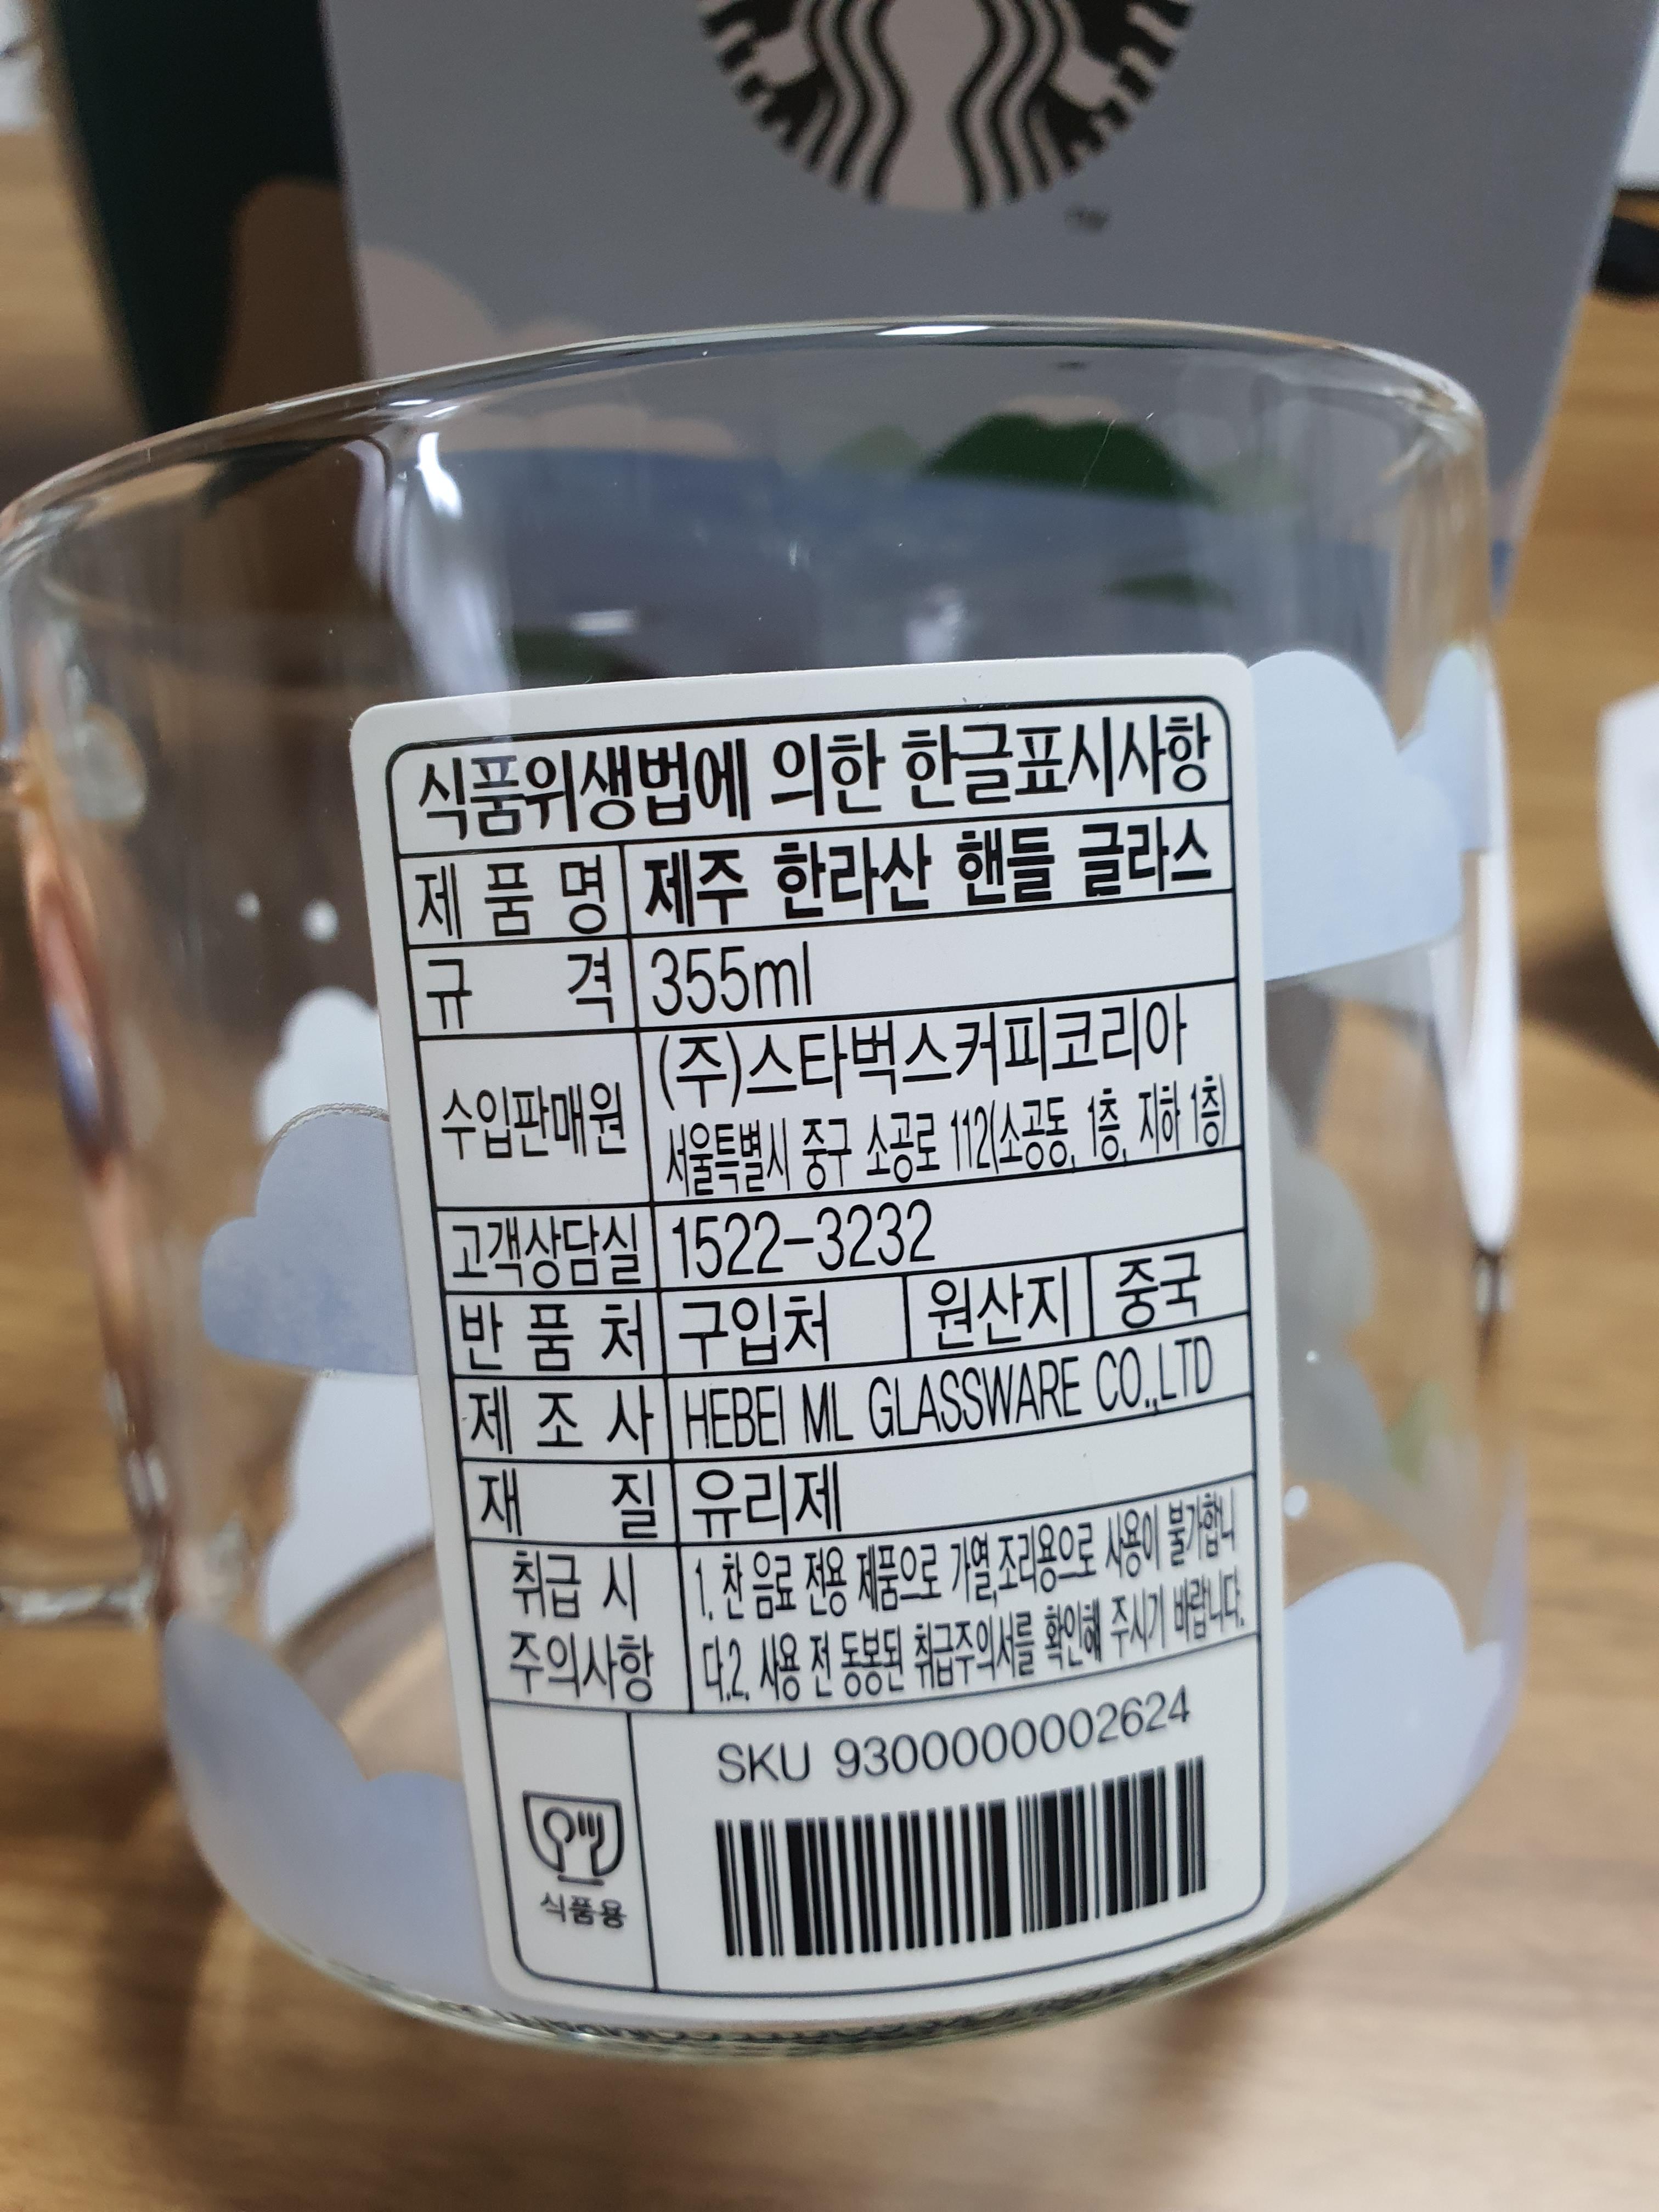 TM
식품위생법에 의한 한글표시사항
제 품 명 제주 한라산 핸들 글라스
규 격 355ml
수입판매원 (주)스타벅스커피코리아
서울특별시 중구 소공로 112(소공동, 1층, 지하 1층)
고객상담실 1522-3232
반 품 처 구입처 원산지 중국
제 조 사 HEBEI ML GLASSWARE CO.,LTD
재 질 유리제
취급 시 주의사항 1. 찬 음료 전용 제품으로 가열,조리용으로 사용이 불가합니
다.2. 사용 전 동봉된 취급주의서를 확인해 주시기 바랍니다.
SKU 9300000002624
식품용